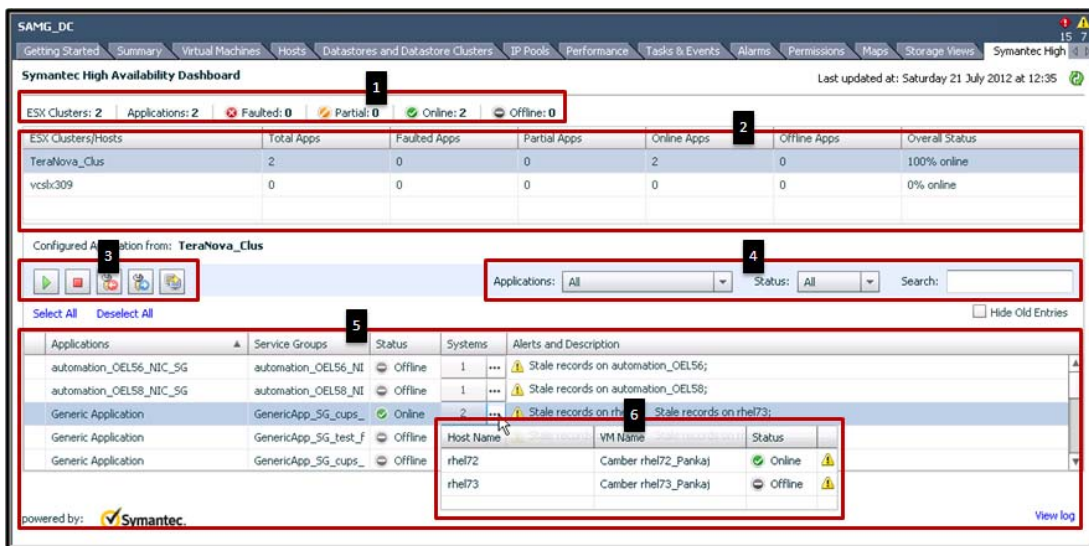 SAMG_DC
15 7
Getting Started Summary Virtual Machines Hosts Datastores and Datastore Clusters IP Pools Performance Tasks & Events Alarms Permissions Maps Storage Views Symantec High
Symantec High Availability Dashboard
Last updated at: Saturday 21 July 2012 at 12:35
1
ESX Clusters: 2 Applications: 2 Faulted: 0 Partial: 0 Online: 2 Offline: 0
2
ESX Clusters/Hosts Total Apps Faulted Apps Partial Apps Online Apps Offline Apps Overall Status
TeraNova_Clus 2 0 0 2 0 100% online
vcslx309 0 0 0 0 0 0% online
Configured Application from: TeraNova_Clus
3
4
Applications: All Status: All Search:
Select All Deselect All
Hide Old Entries
5
Applications Service Groups Status Systems Alerts and Description
automation_OEL56_NIC_SG automation_OEL56_NI Offline 1 ... Stale records on automation_OEL56;
automation_OEL58_NIC_SG automation_OEL58_NI Offline 1 ... Stale records on automation_OEL58;
Generic Application GenericApp_SG_cups_ Online 2 ... Stale records on Stale records on rhel73;
6
Generic Application GenericApp_SG_test_f Offline
Generic Application GenericApp_SG_cups_ Offline
Host Name VM Name Status
rhel72 Camber rhel72_Pankaj Online
rhel73 Camber rhel73_Pankaj Offline
powered by: Symantec.
View log